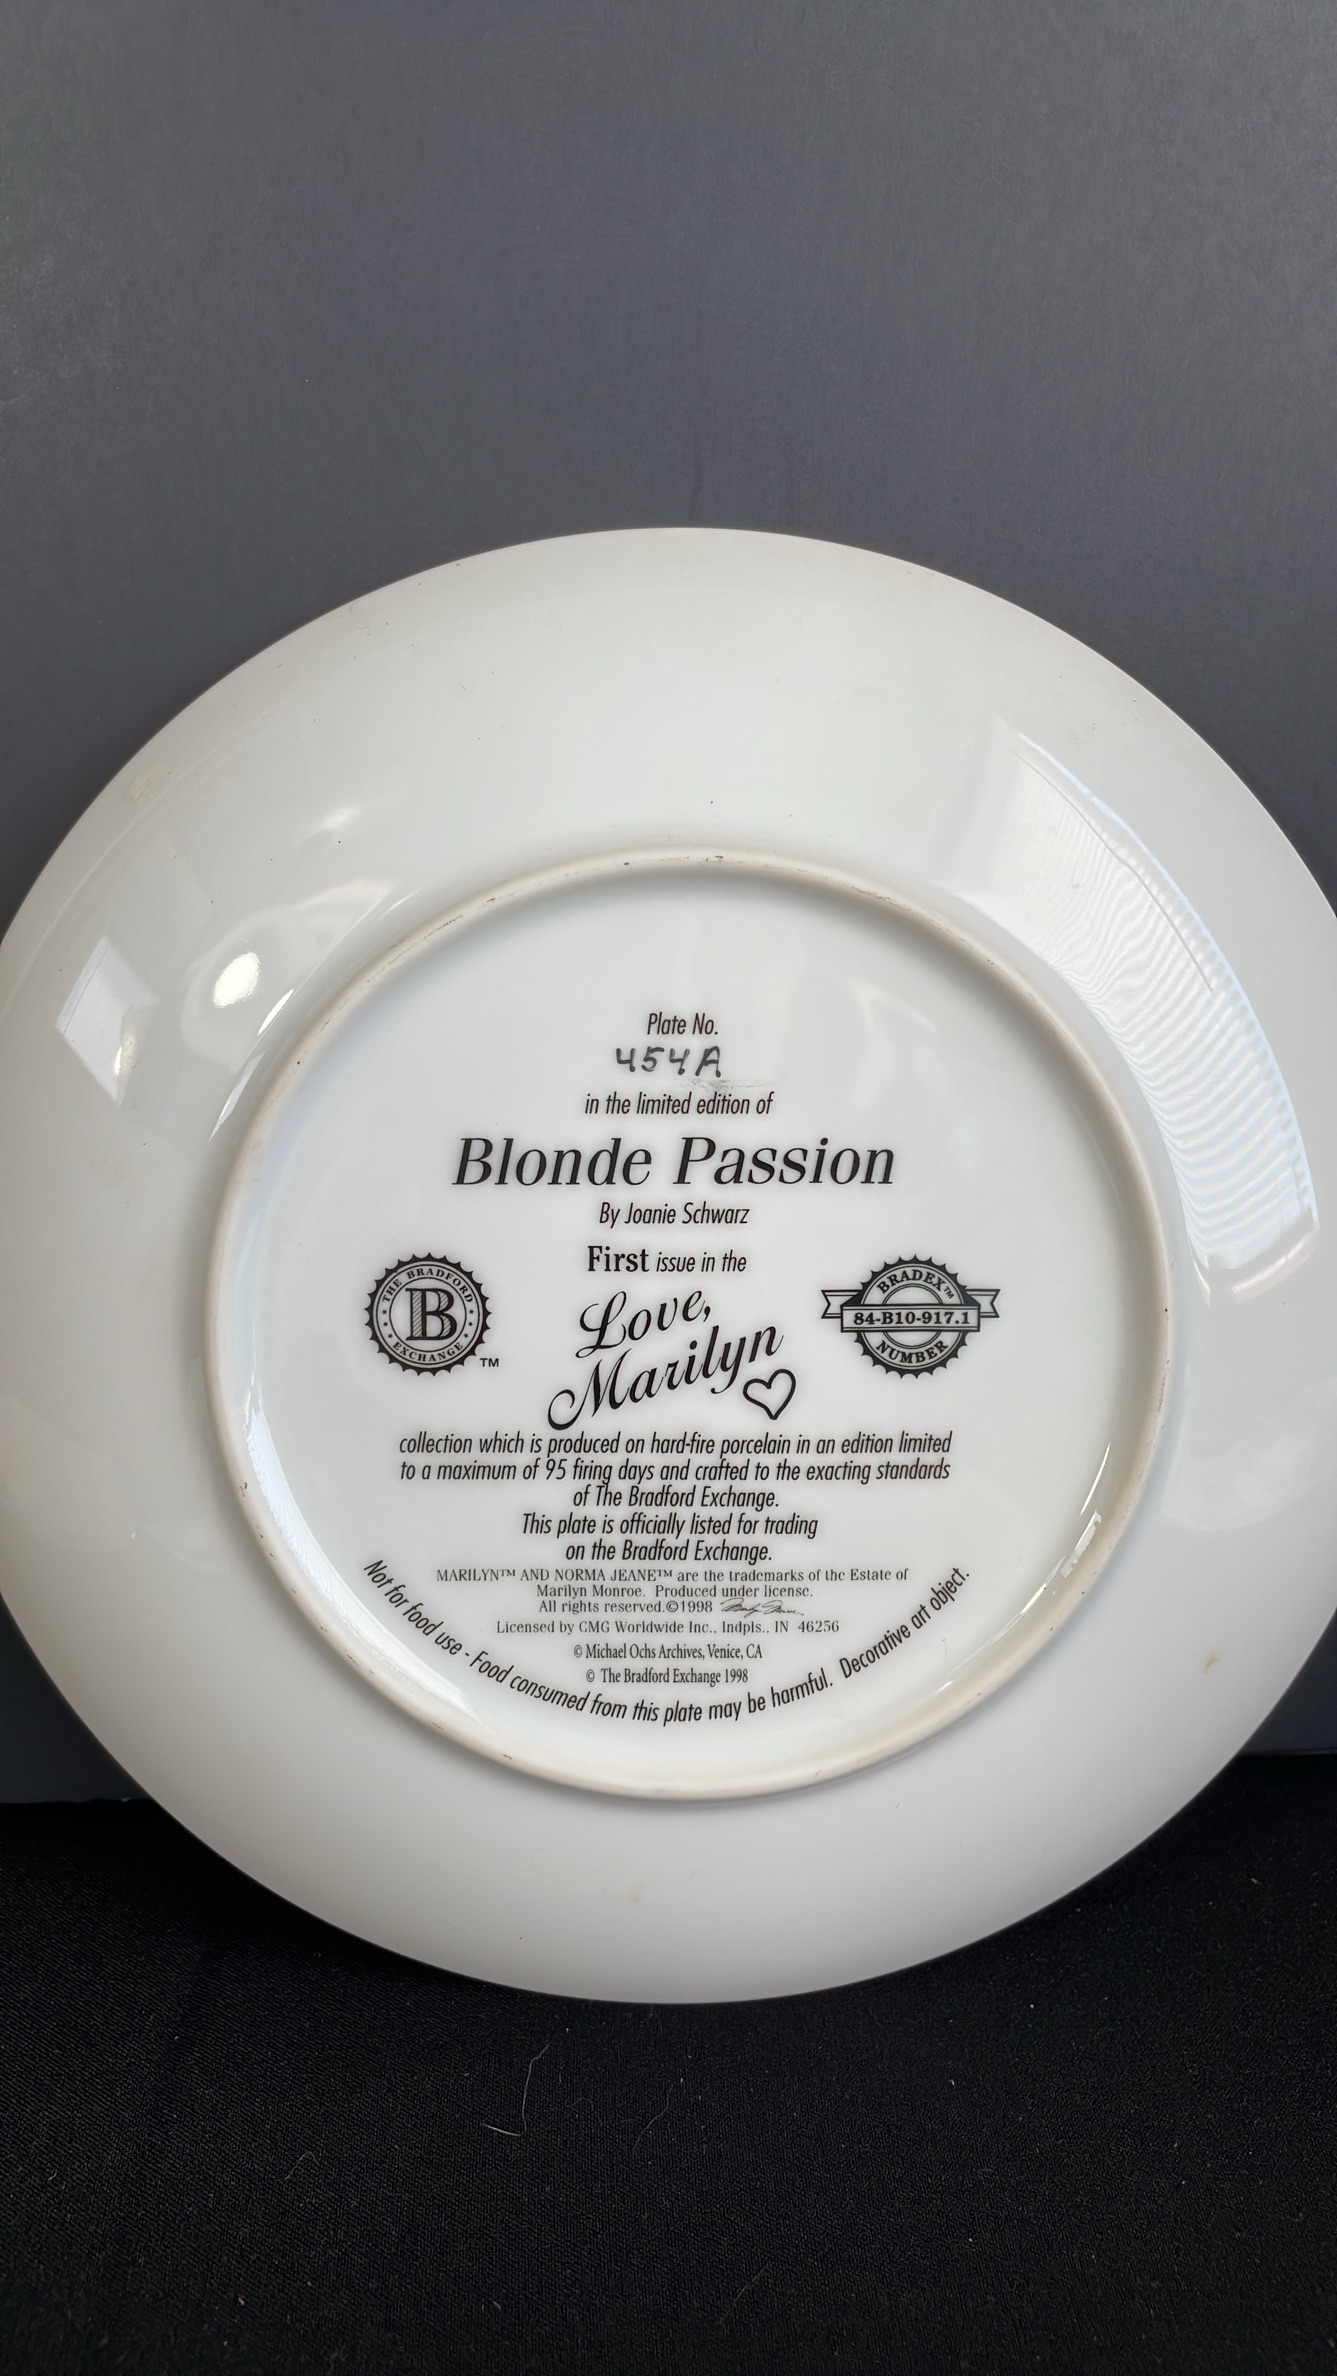 Plate No.
454A
in the limited edition of
Blonde Passion
By Joanie Schwarz
First issue in the
Love,
Marilyn
THE BRADFORD
B
EXCHANGE
TM
BRADEX™
84-B10-917.1
NUMBER
collection which is produced on hard-fire porcelain in an edition limited
to a maximum of 95 firing days and crafted to the exacting standards
of The Bradford Exchange.
This plate is officially listed for trading
on the Bradford Exchange.
MARILYN™ AND NORMA JEANE™ are the trademarks of the Estate of
Marilyn Monroe. Produced under license.
All rights reserved.©1998
Licensed by CMG Worldwide Inc., Indpls., IN 46256
© Michael Ochs Archives, Venice, CA
© The Bradford Exchange 1998
Not for food use - Food consumed from this plate may be harmful. Decorative art object.